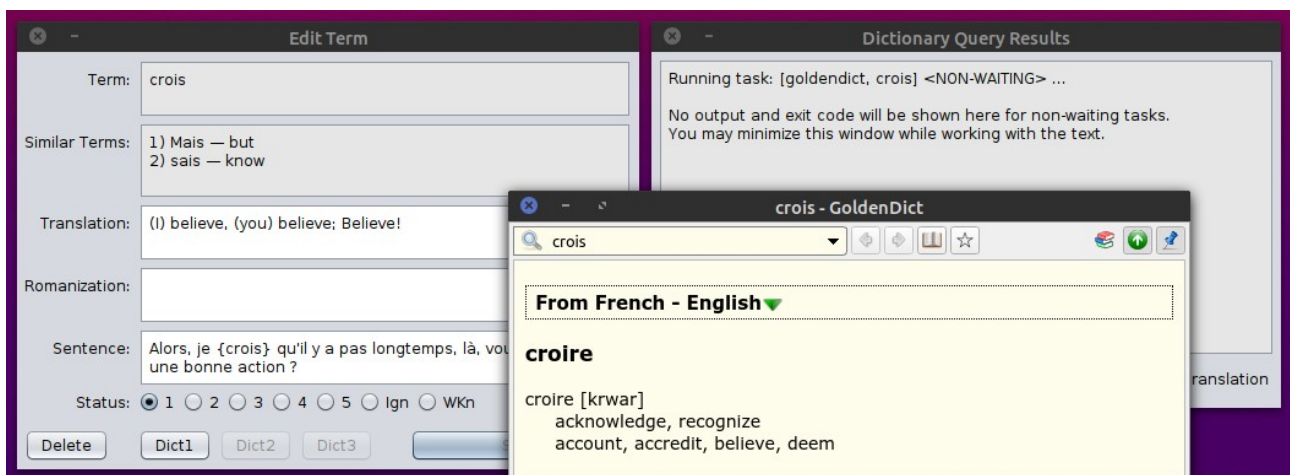 Edit Term
Term:
crois
Similar Terms:
1) Mais — but
2) sais — know
Translation:
(I) believe, (you) believe; Believe!
Romanization:
Sentence:
Alors, je {crois} qu'il y a pas longtemps, là,
une bonne action ?
Status:
1 2 3 4 5 Ign WKn
Delete Dict1 Dict2 Dict3
Dictionary Query Results
Running task: [goldendict, crois] <NON-WAITING> ...
No output and exit code will be shown here for non-waiting tasks.
You may minimize this window while working with the text.
ranslation
crois - GoldenDict
crois
From French - English
croire
croire [krwar]
acknowledge, recognize
account, accredit, believe, deem